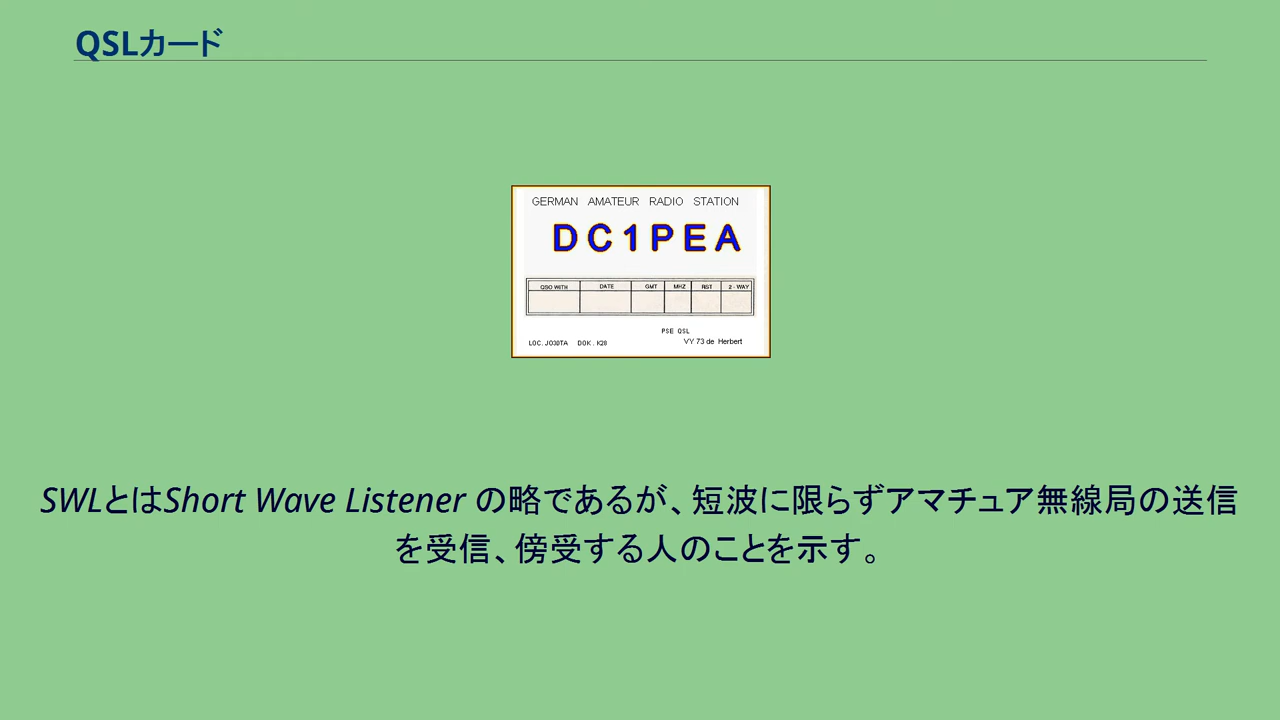 QSLカード
GERMAN AMATEUR RADIO STATION
DC1PEA
QSO WITH DATE GMT MHZ RST 2 - WAY
PSE QSL
LOC. JO30TA DOK . K28 VY 73 de Herbert
SWLとはShort Wave Listener の略であるが、短波に限らずアマチュア無線局の送信
を受信、傍受する人のことを示す。